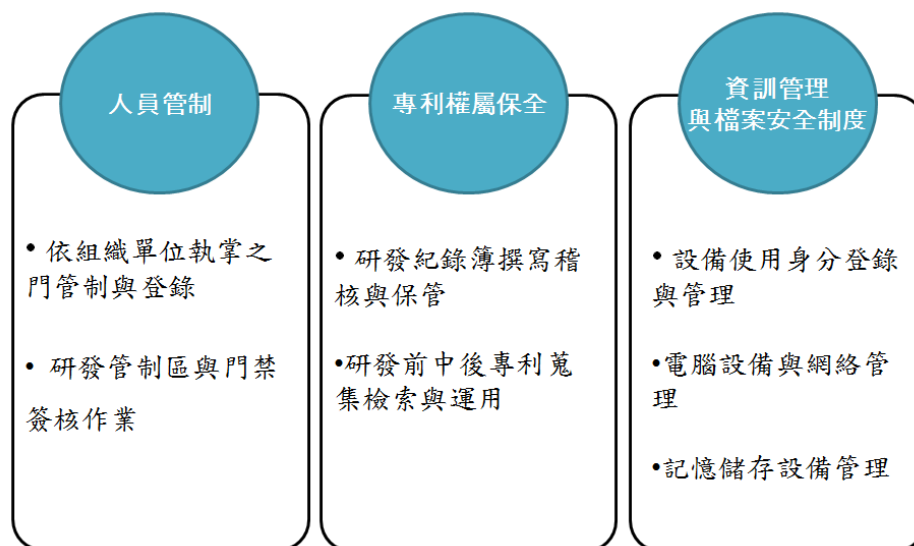 人員管制
• 依組織單位執掌之
門管制與登錄
• 研發管制區與門禁
簽核作業
專利權屬保全
• 研發紀錄簿撰寫稽
核與保管
•研發前中後專利蒐
集檢索與運用
資訓管理
與檔案安全制度
• 設備使用身分登錄
與管理
•電腦設備與網絡管
理
•記憶儲存設備管理